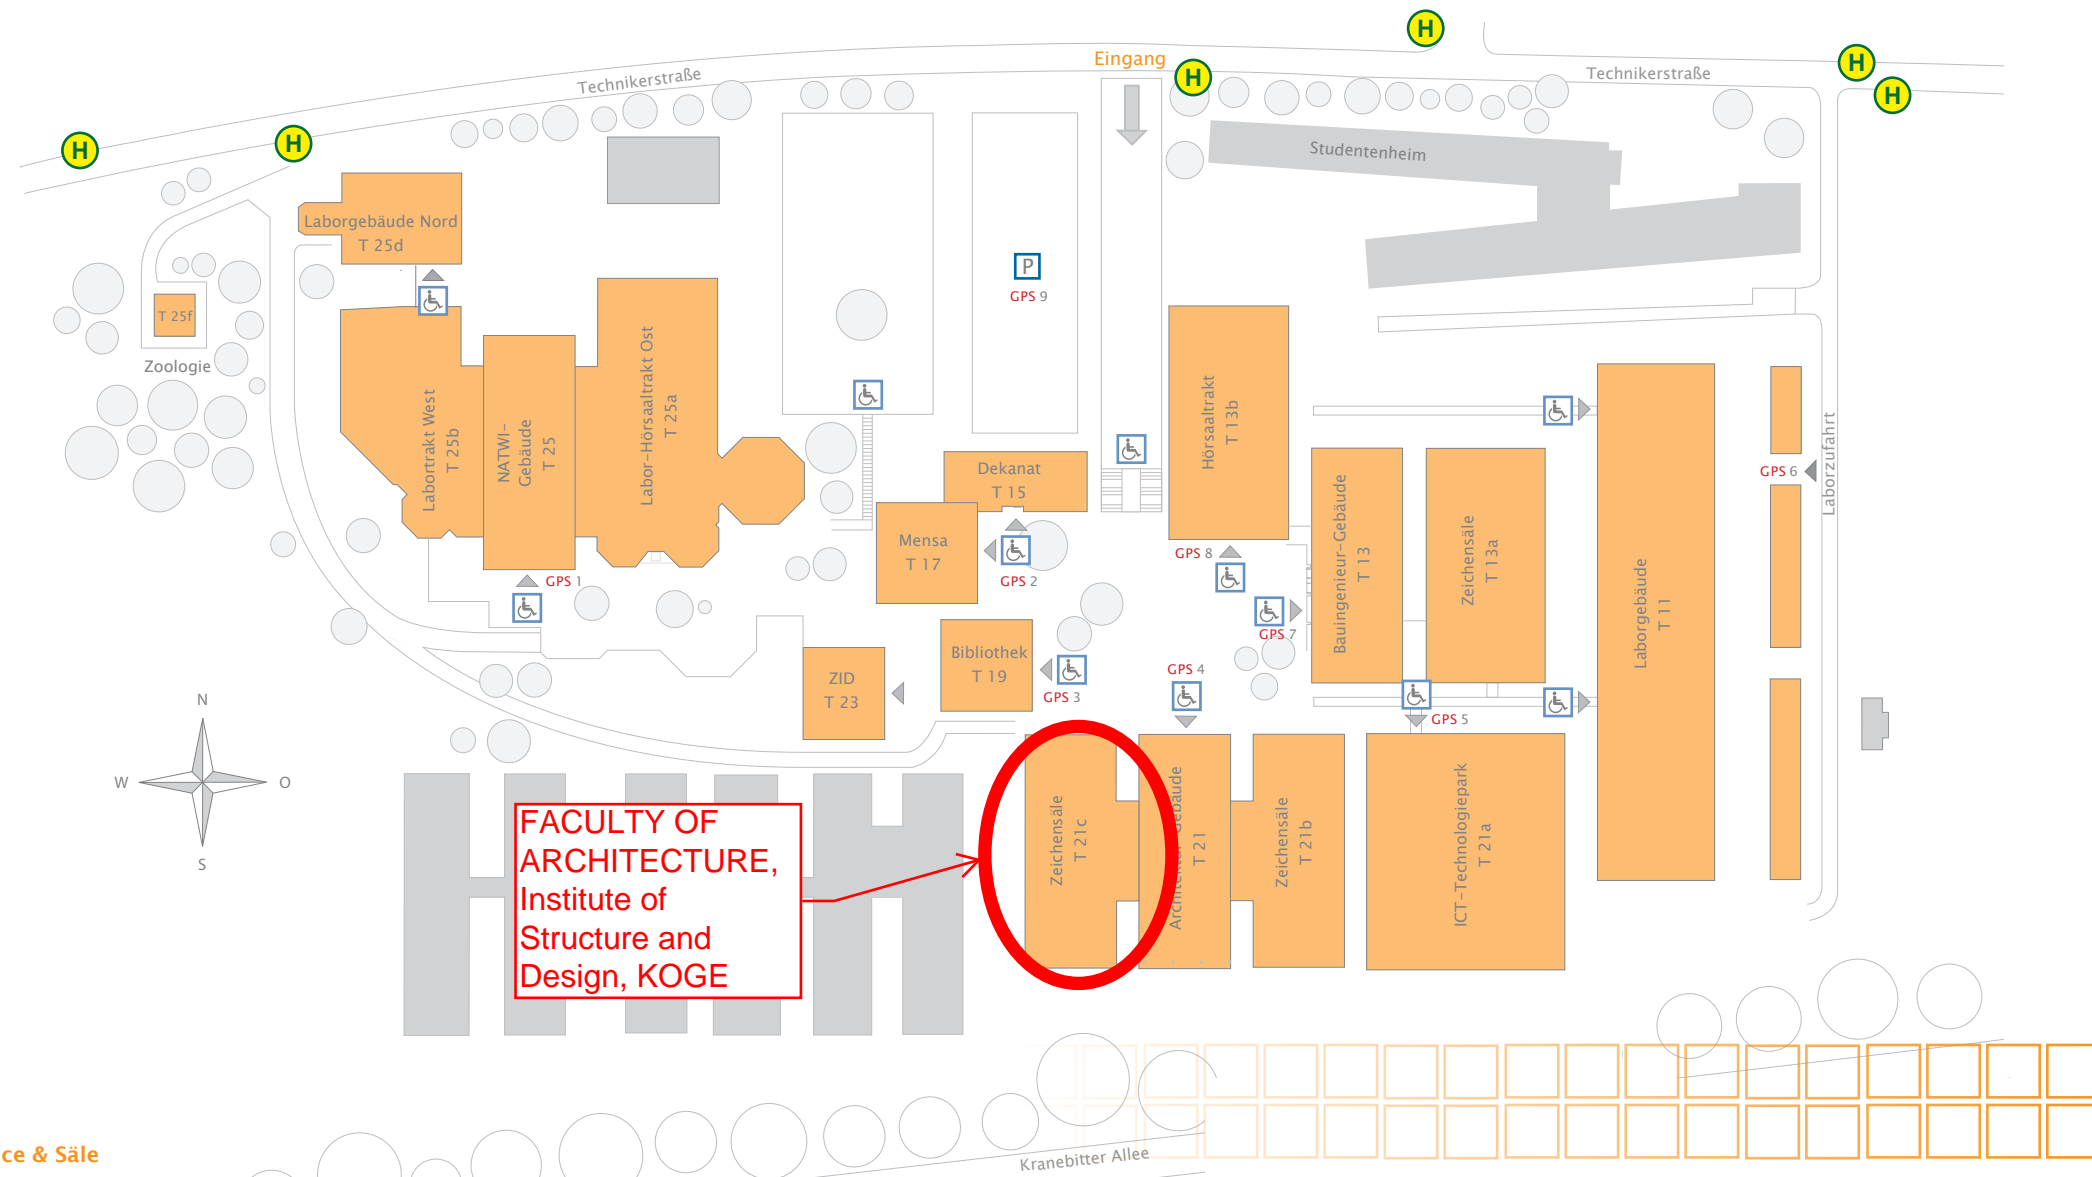 H
Eingang
H
H
H
H
Technikerstraße
Technikerstraße
H
H
Studentenheim
Laborgebäude Nord
T 25d
T 25f
Zoologie
P
GPS 9
Labortrakt West
T 25b
NATWI-
Gebäude
T 25
Labor-Hörsaaltrakt Ost
T 25a
Hörsaaltrakt
T 13b
Dekanat
T 15
Mensa
T 17
GPS 1
GPS 2
GPS 8
GPS 7
GPS 6
Laborzufahrt
Bauingenieur-Gebäude
T 13
Zeichensäle
T 13a
Laborgebäude
T 11
Bibliothek
T 19
GPS 3
GPS 4
GPS 5
ZID
T 23
N
W
O
S
FACULTY OF
ARCHITECTURE,
Institute of
Structure and
Design, KOGE
Zeichensäle
T 21c
Architektur-Gebäude
T 21
Zeichensäle
T 21b
ICT-Technologiepark
T 21a
ce & Säle
Kranebitter Allee